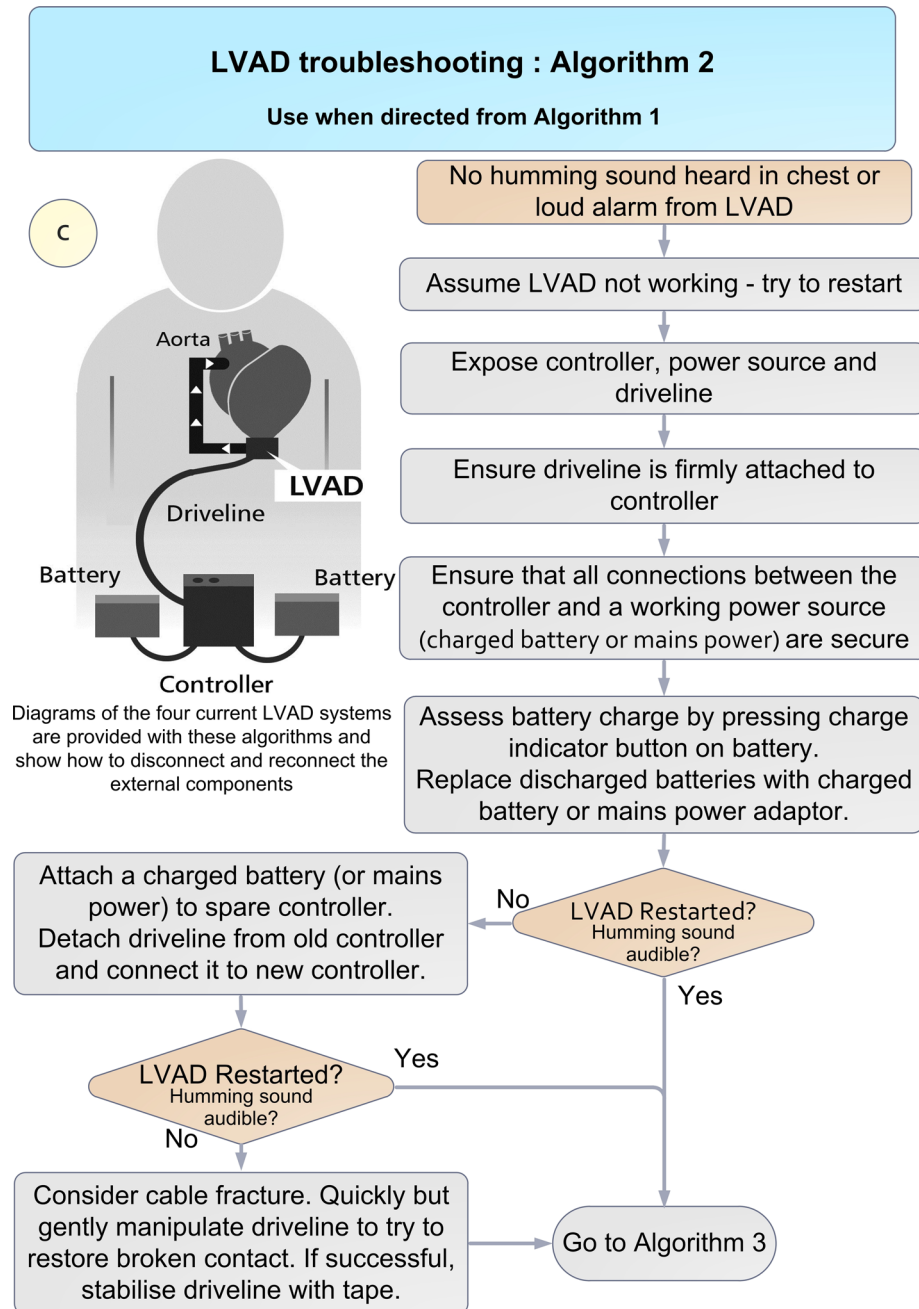 LVAD troubleshooting : Algorithm 2
Use when directed from Algorithm 1
No humming sound heard in chest or
loud alarm from LVAD
C
Assume LVAD not working - try to restart
Aorta
Expose controller, power source and
driveline
Ensure driveline is firmly attached to
controller
LVAD
Driveline
Battery
Battery
Controller
Ensure that all connections between the
controller and a working power source
(charged battery or mains power) are secure
Diagrams of the four current LVAD systems
are provided with these algorithms and
show how to disconnect and reconnect the
external components
Assess battery charge by pressing charge
indicator button on battery.
Replace discharged batteries with charged
battery or mains power adaptor.
LVAD Restarted?
Humming sound
audible?
No
Yes
Attach a charged battery (or mains
power) to spare controller.
Detach driveline from old controller
and connect it to new controller.
LVAD Restarted?
Humming sound
audible?
Yes
No
Consider cable fracture. Quickly but
gently manipulate driveline to try to
restore broken contact. If successful,
stabilise driveline with tape.
Go to Algorithm 3